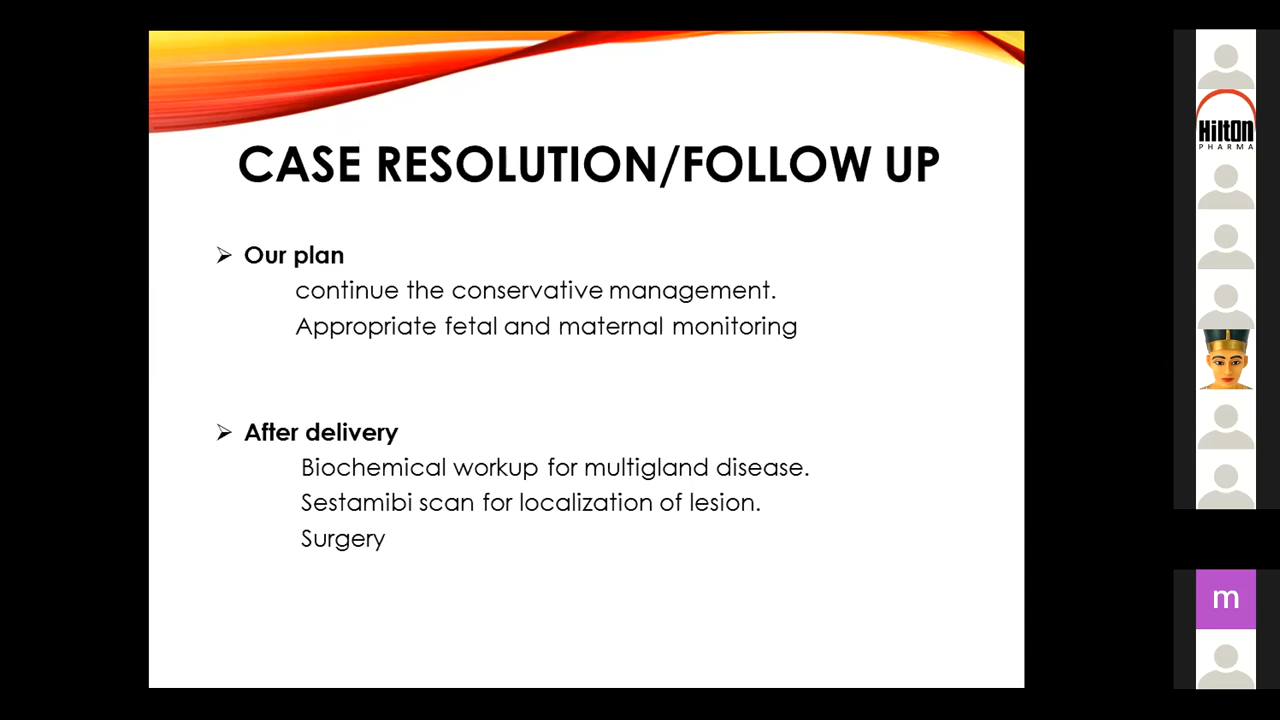 CASE RESOLUTION/FOLLOW UP
➢ Our plan
continue the conservative management.
Appropriate fetal and maternal monitoring
➢ After delivery
Biochemical workup for multigland disease.
Sestamibi scan for localization of lesion.
Surgery
HiltOn
PHARMA
m